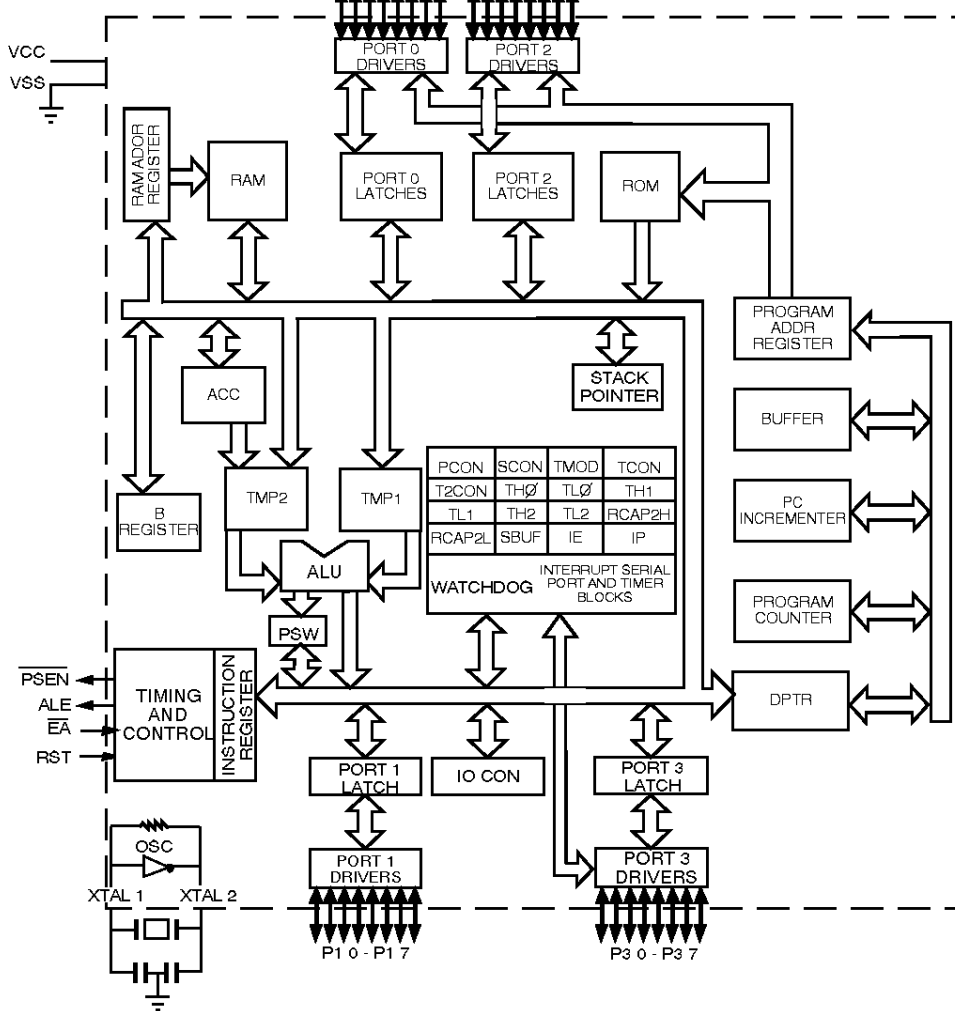 PORT 0
DRIVERS
PORT 2
DRIVERS
VCC
VSS
RAM ADDR
REGISTER
RAM
PORT 0
LATCHES
PORT 2
LATCHES
ROM
PROGRAM
ADDR
REGISTER
STACK
POINTER
ACC
BUFFER
B
REGISTER
TMP2
TMP1
PCON SCON TMOD TCON
T2CON THØ TLØ TH1
TL1 TH2 TL2 RCAP2H
RCAP2L SBUF IE IP
WATCHDOG
INTERRUPT SERIAL
PORT AND TIMER
BLOCKS
PC
INCREMENTER
ALU
PSW
PROGRAM
COUNTER
PSEN
ALE
EA
RST
TIMING
AND
CONTROL
INSTRUCTION
REGISTER
DPTR
PORT 1
LATCH
IO CON
PORT 3
LATCH
OSC
XTAL 1
XTAL 2
PORT 1
DRIVERS
PORT 3
DRIVERS
P1 0 - P1 7
P3 0 - P3 7